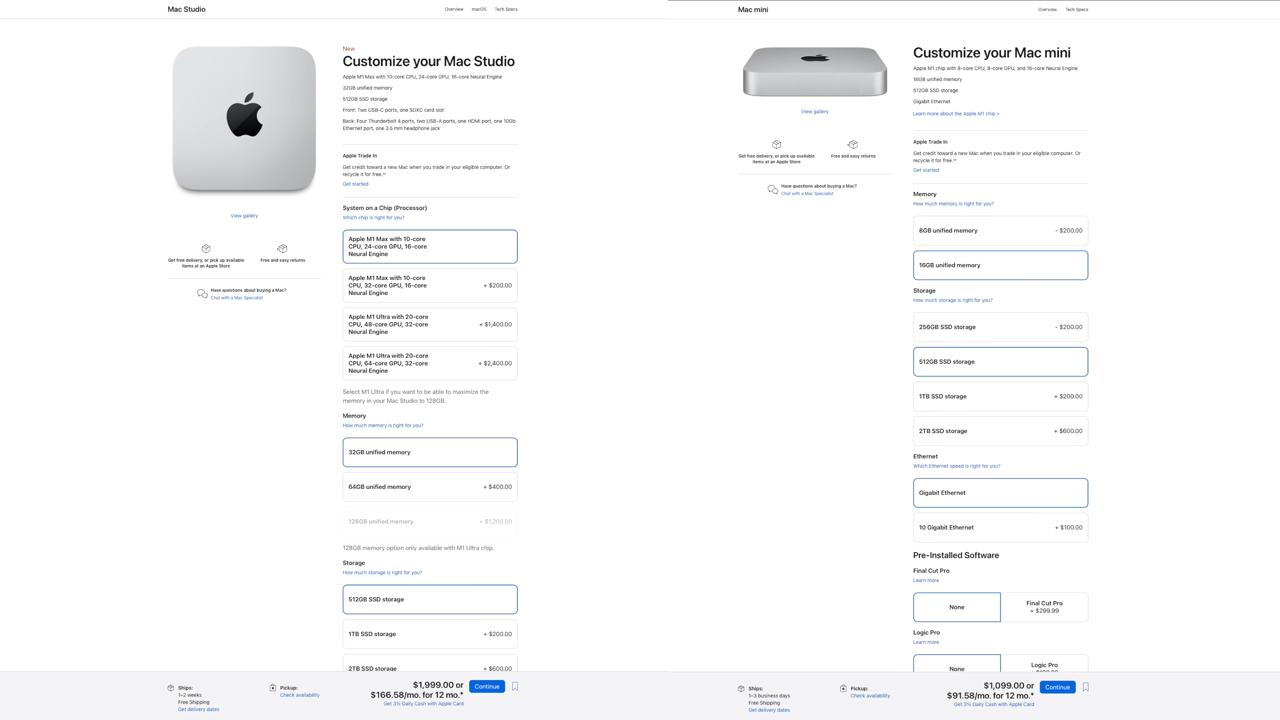 Mac Studio
Overview
macOS
Tech Specs
New
Customize your Mac Studio
Apple M1 Max with 10-core CPU, 24-core GPU, 16-core Neural Engine
32GB unified memory
512GB SSD storage
Front: Two USB-C ports, one SDXC card slot
Back: Four Thunderbolt 4 ports, two USB-A ports, one HDMI port, one 10Gb
Ethernet port, one 3.5 mm headphone jack
View gallery
Get free delivery, or pick up available
items at an Apple Store
Free and easy returns
Have questions about buying a Mac?
Chat with a Mac Specialist
Apple Trade In
Get credit toward a new Mac when you trade in your eligible computer. Or
recycle it for free.**
Get started
System on a Chip (Processor)
Which chip is right for you?
Apple M1 Max with 10-core
CPU, 24-core GPU, 16-core
Neural Engine
Apple M1 Max with 10-core
CPU, 32-core GPU, 16-core
Neural Engine
+ $200.00
Apple M1 Ultra with 20-core
CPU, 48-core GPU, 32-core
Neural Engine
+ $1,400.00
Apple M1 Ultra with 20-core
CPU, 64-core GPU, 32-core
Neural Engine
+ $2,400.00
Select M1 Ultra if you want to be able to maximize the
memory in your Mac Studio to 128GB.
Memory
How much memory is right for you?
32GB unified memory
64GB unified memory
+ $400.00
128GB unified memory
+ $1,200.00
128GB memory option only available with M1 Ultra chip.
Storage
How much storage is right for you?
512GB SSD storage
1TB SSD storage
+ $200.00
2TB SSD storage
+ $600.00
Ships:
1–2 weeks
Free Shipping
Get delivery dates
Pickup:
Check availability
$1,999.00 or
$166.58/mo. for 12 mo.*
Get 3% Daily Cash with Apple Card
Continue
Mac mini
Overview
Tech Specs
Customize your Mac mini
Apple M1 chip with 8-core CPU, 8-core GPU, and 16-core Neural Engine
16GB unified memory
512GB SSD storage
Gigabit Ethernet
Learn more about the Apple M1 chip >
View gallery
Get free delivery, or pick up available
items at an Apple Store
Free and easy returns
Have questions about buying a Mac?
Chat with a Mac Specialist
Apple Trade In
Get credit toward a new Mac when you trade in your eligible computer. Or
recycle it for free.**
Get started
Memory
How much memory is right for you?
8GB unified memory
- $200.00
16GB unified memory
Storage
How much storage is right for you?
256GB SSD storage
- $200.00
512GB SSD storage
1TB SSD storage
+ $200.00
2TB SSD storage
+ $600.00
Ethernet
Which Ethernet speed is right for you?
Gigabit Ethernet
10 Gigabit Ethernet
+ $100.00
Pre-Installed Software
Final Cut Pro
Learn more
None
Final Cut Pro
+ $299.99
Logic Pro
Learn more
None
Logic Pro
Ships:
1–3 business days
Free Shipping
Get delivery dates
Pickup:
Check availability
$1,099.00 or
$91.58/mo. for 12 mo.*
Get 3% Daily Cash with Apple Card
Continue